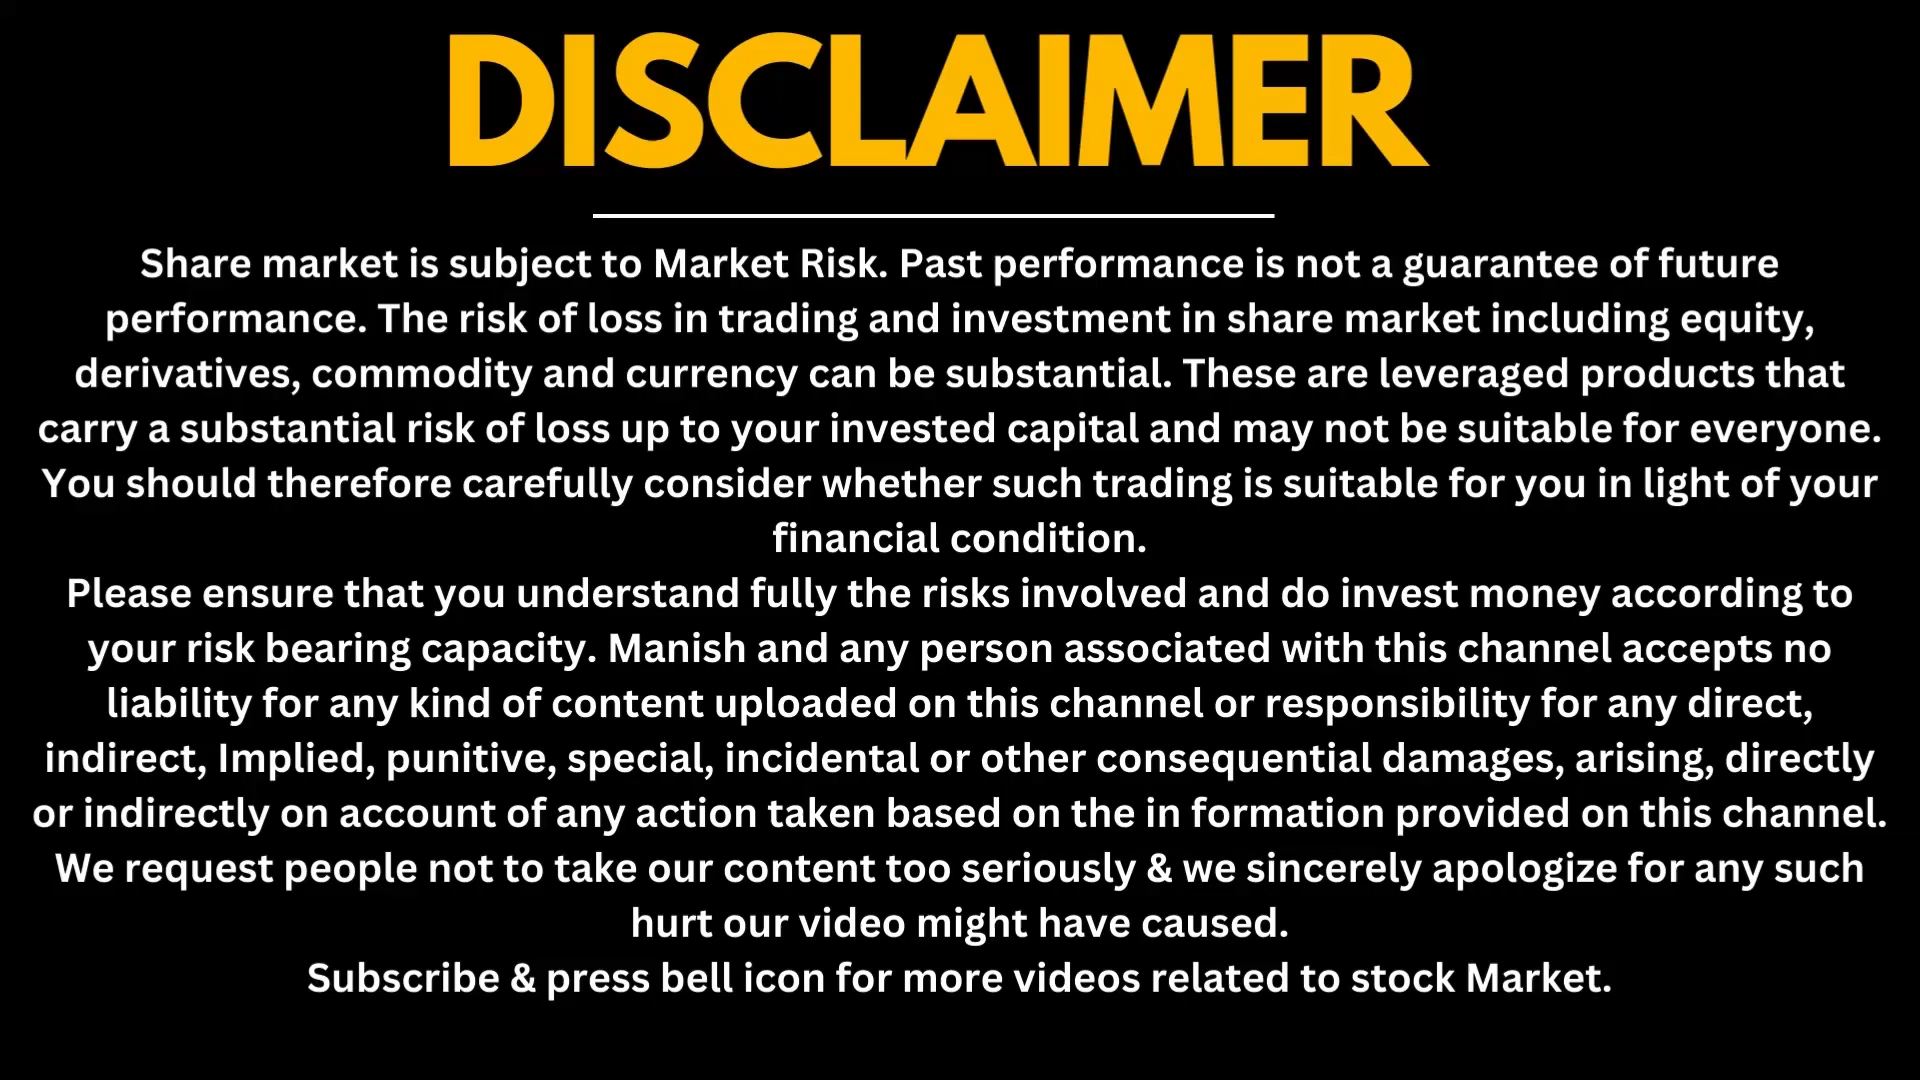 DISCLAIMER
Share market is subject to Market Risk. Past performance is not a guarantee of future
performance. The risk of loss in trading and investment in share market including equity,
derivatives, commodity and currency can be substantial. These are leveraged products that
carry a substantial risk of loss up to your invested capital and may not be suitable for everyone.
You should therefore carefully consider whether such trading is suitable for you in light of your
financial condition.
Please ensure that you understand fully the risks involved and do invest money according to
your risk bearing capacity. Manish and any person associated with this channel accepts no
liability for any kind of content uploaded on this channel or responsibility for any direct,
indirect, Implied, punitive, special, incidental or other consequential damages, arising, directly
or indirectly on account of any action taken based on the in formation provided on this channel.
We request people not to take our content too seriously & we sincerely apologize for any such
hurt our video might have caused.
Subscribe & press bell icon for more videos related to stock Market.